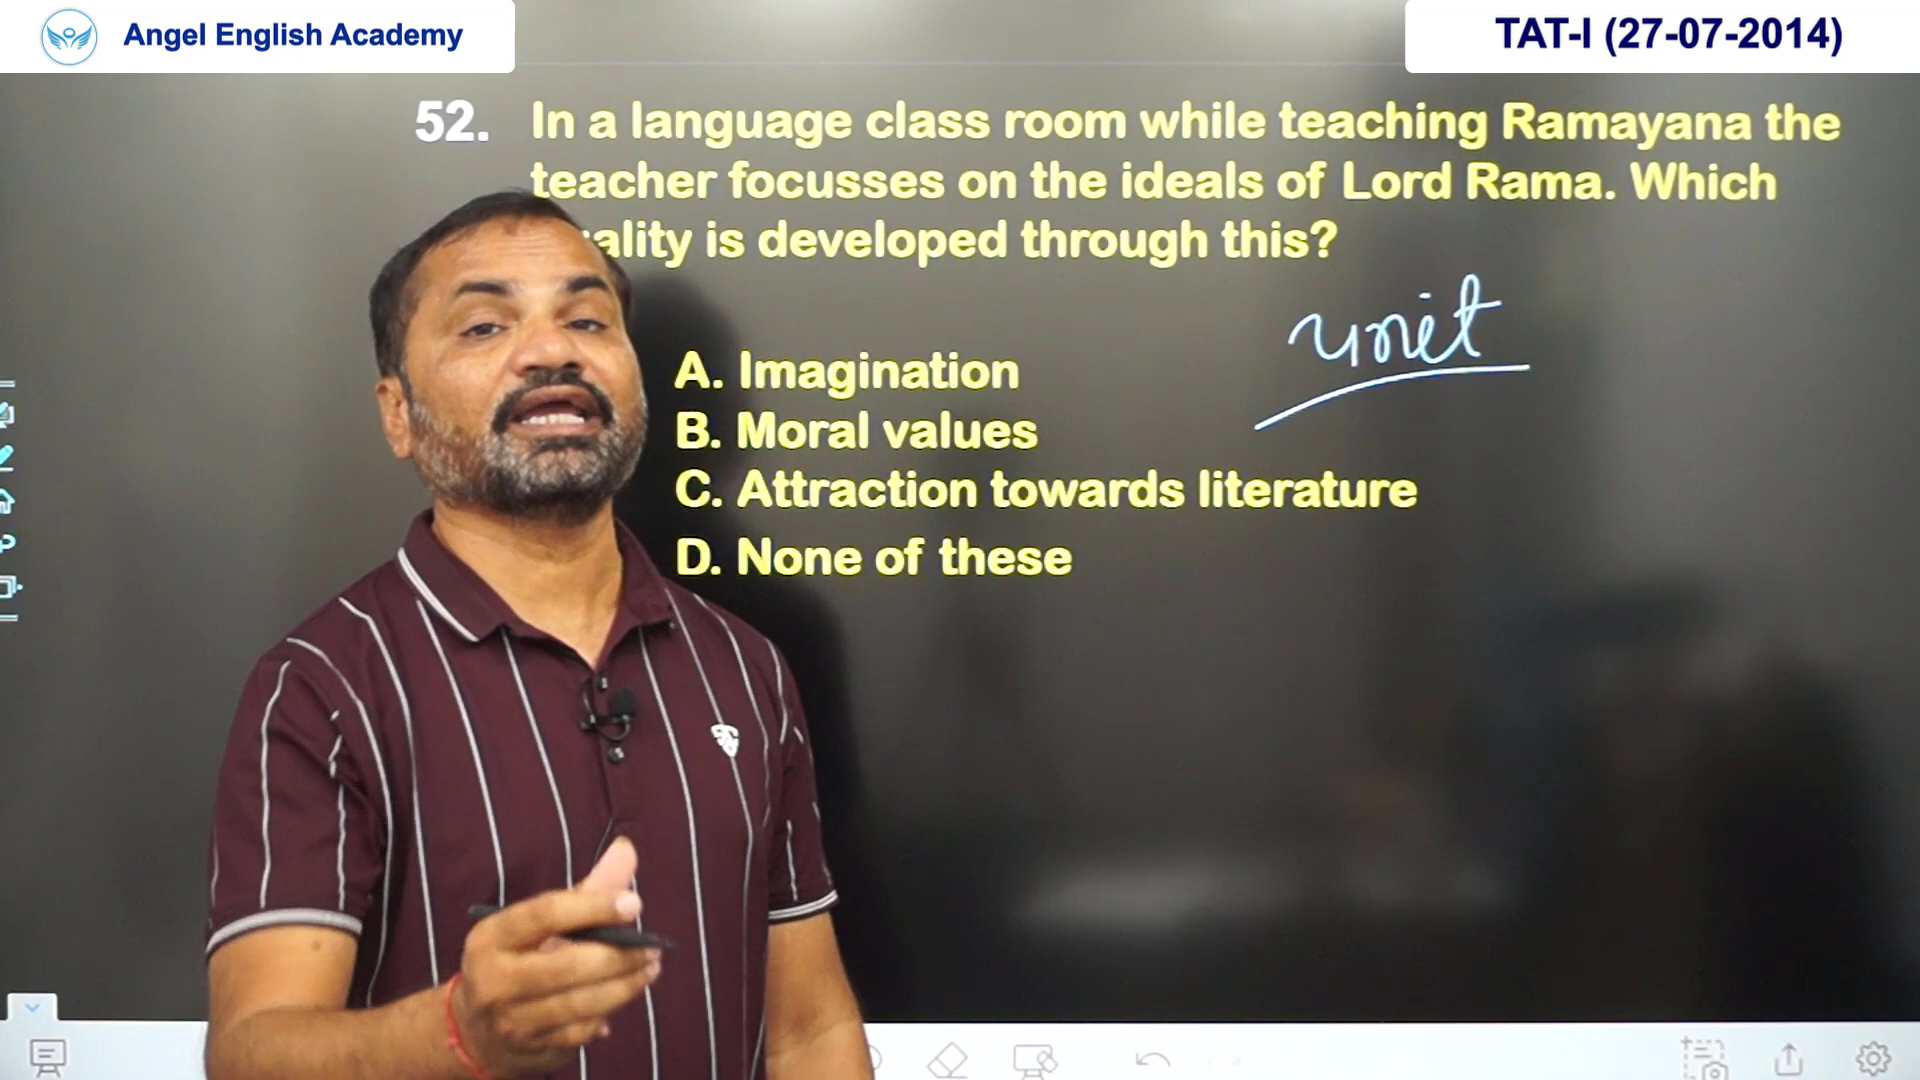 Angel English Academy
TAT-I (27-07-2014)
52. In a language class room while teaching Ramayana the
teacher focusses on the ideals of Lord Rama. Which
ality is developed through this?
A. Imagination
B. Moral values
C. Attraction towards literature
D. None of these